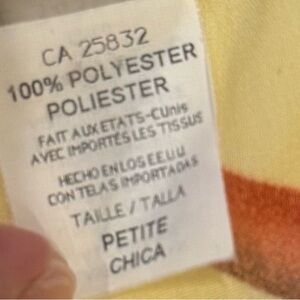 CA 25832
100% POLYESTER
POLIESTER
FAIT AUX ETATS-CUnis
AVEC IMPORTÉS LES TISSUS
HECHO EN LOS EE.UU.
CON TELAS IMPORTADAS
TAILLE / TALLA
PETITE
CHICA